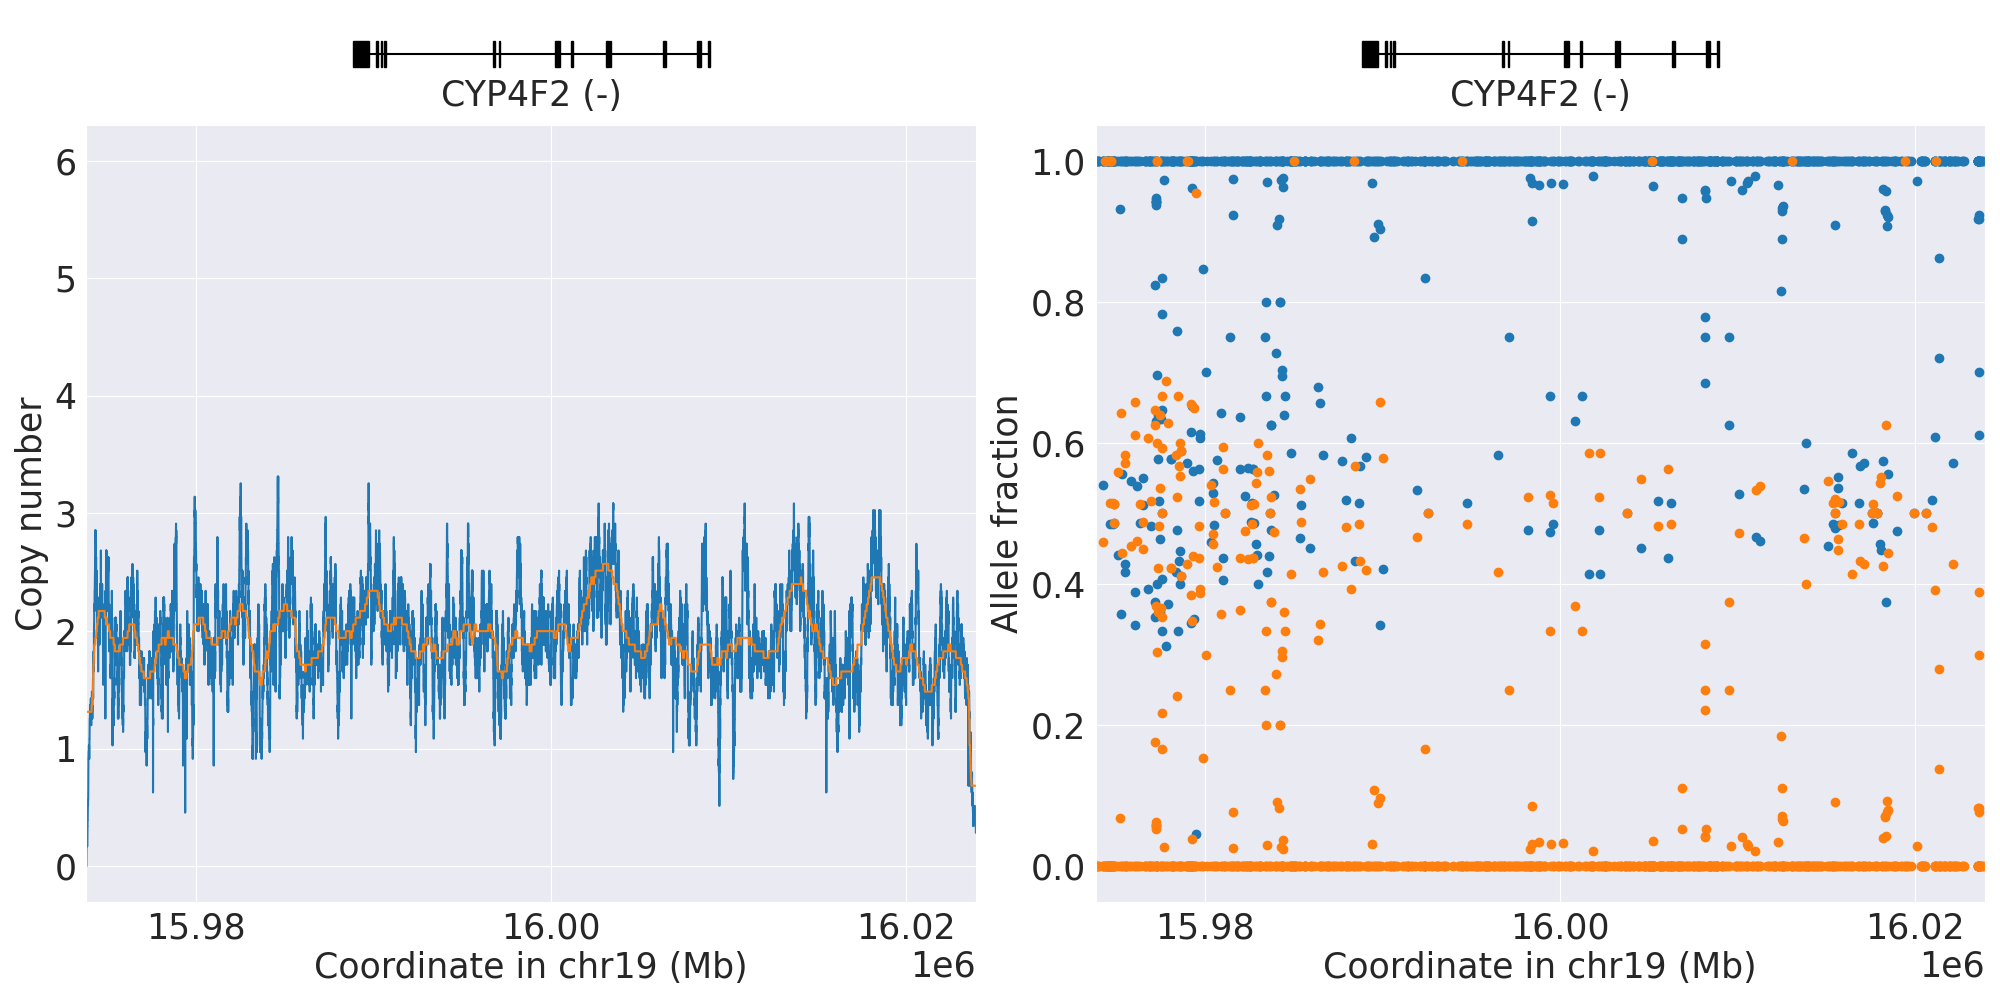 CYP4F2 (-)
6
5
4
3
2
1
0
Copy number
15.98
16.00
16.02
Coordinate in chr19 (Mb)
1e6
CYP4F2 (-)
1.0
0.8
0.6
0.4
0.2
0.0
Allele fraction
15.98
16.00
16.02
Coordinate in chr19 (Mb)
1e6